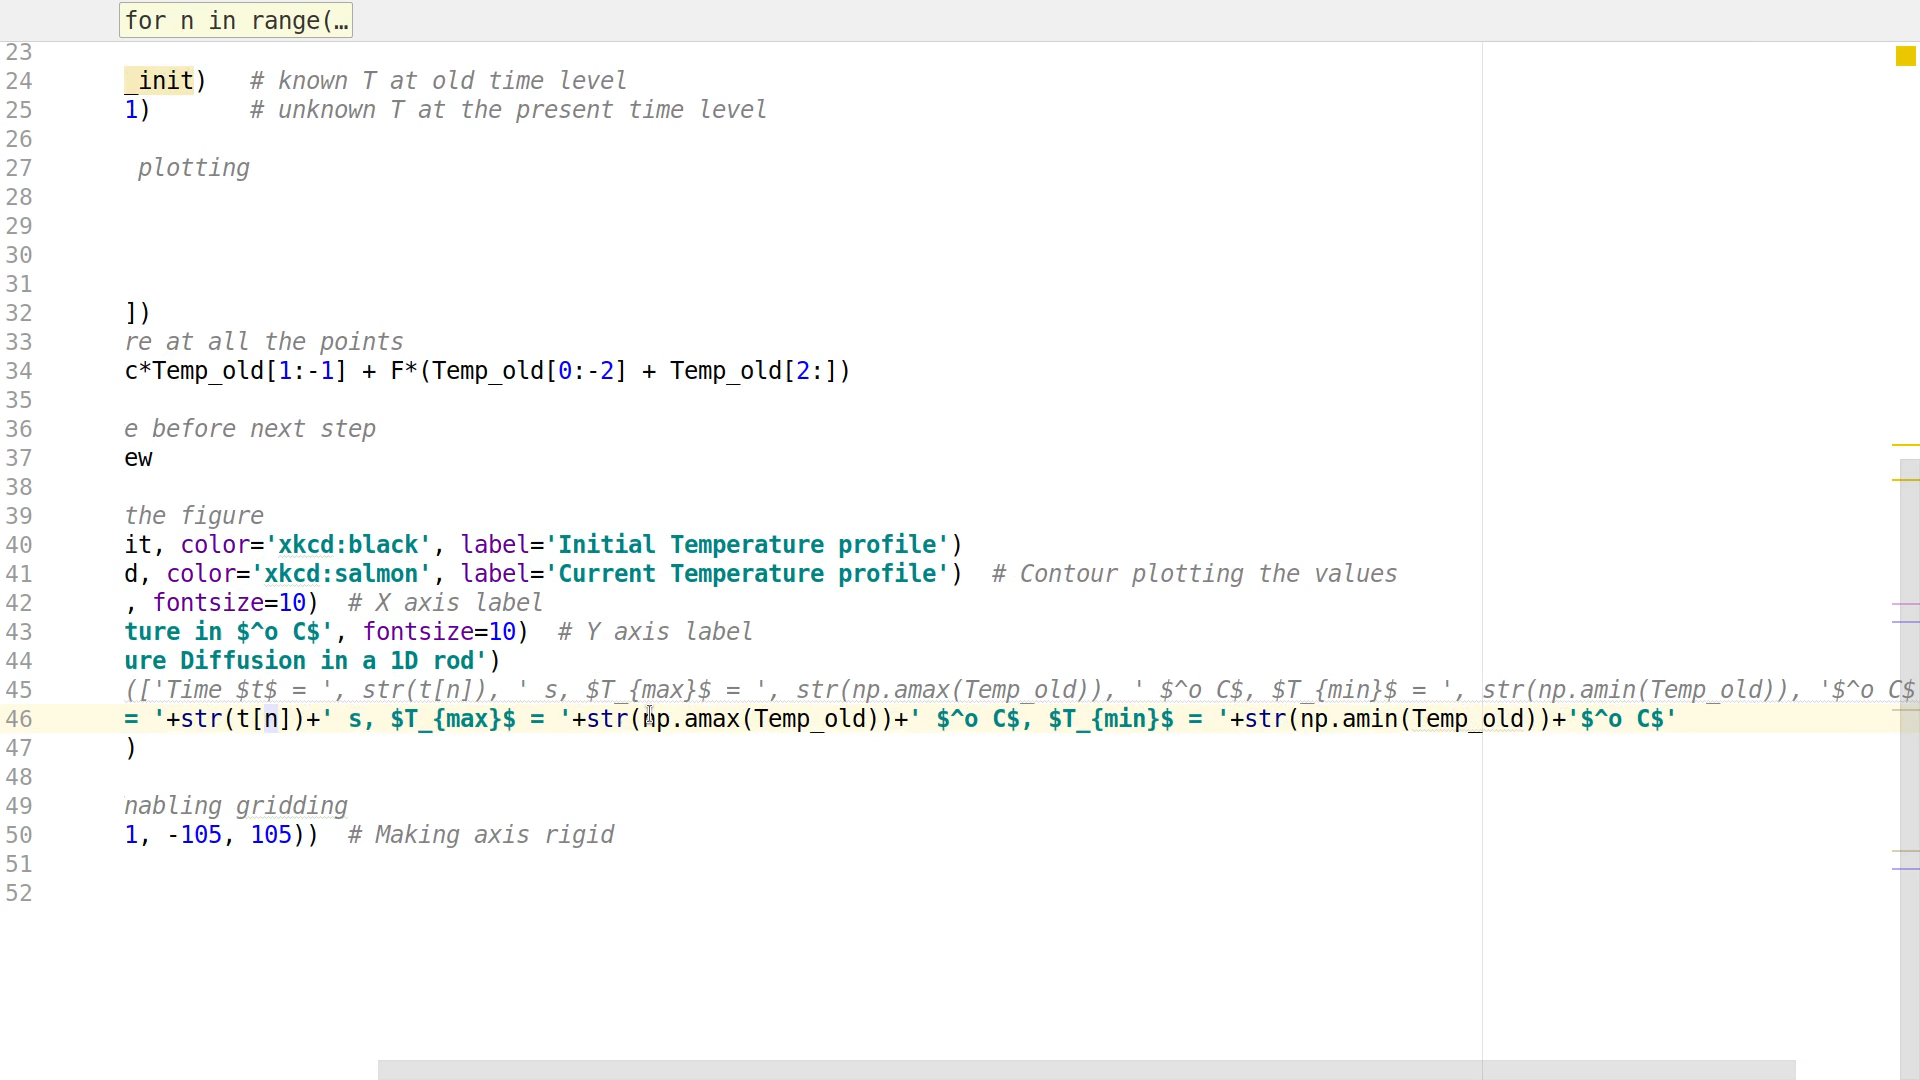 for n in range(…
23
24 _init) # known T at old time level
25 1) # unknown T at the present time level
26
27 plotting
28
29
30
31
32 ])
33 re at all the points
34 c*Temp_old[1:-1] + F*(Temp_old[0:-2] + Temp_old[2:])
35
36 e before next step
37 ew
38
39 the figure
40 it, color='xkcd:black', label='Initial Temperature profile')
41 d, color='xkcd:salmon', label='Current Temperature profile') # Contour plotting the values
42 , fontsize=10) # X axis label
43 ture in $^o C$', fontsize=10) # Y axis label
44 ure Diffusion in a 1D rod')
45 (['Time $t$ = ', str(t[n]), ' s, $T_{max}$ = ', str(np.amax(Temp_old)), ' $^o C$, $T_{min}$ = ', str(np.amin(Temp_old)), '$^o C$
46 = '+str(t[n])+' s, $T_{max}$ = '+str(np.amax(Temp_old))+' $^o C$, $T_{min}$ = '+str(np.amin(Temp_old))+'$^o C$'
47 )
48
49 nabling gridding
50 1, -105, 105)) # Making axis rigid
51
52